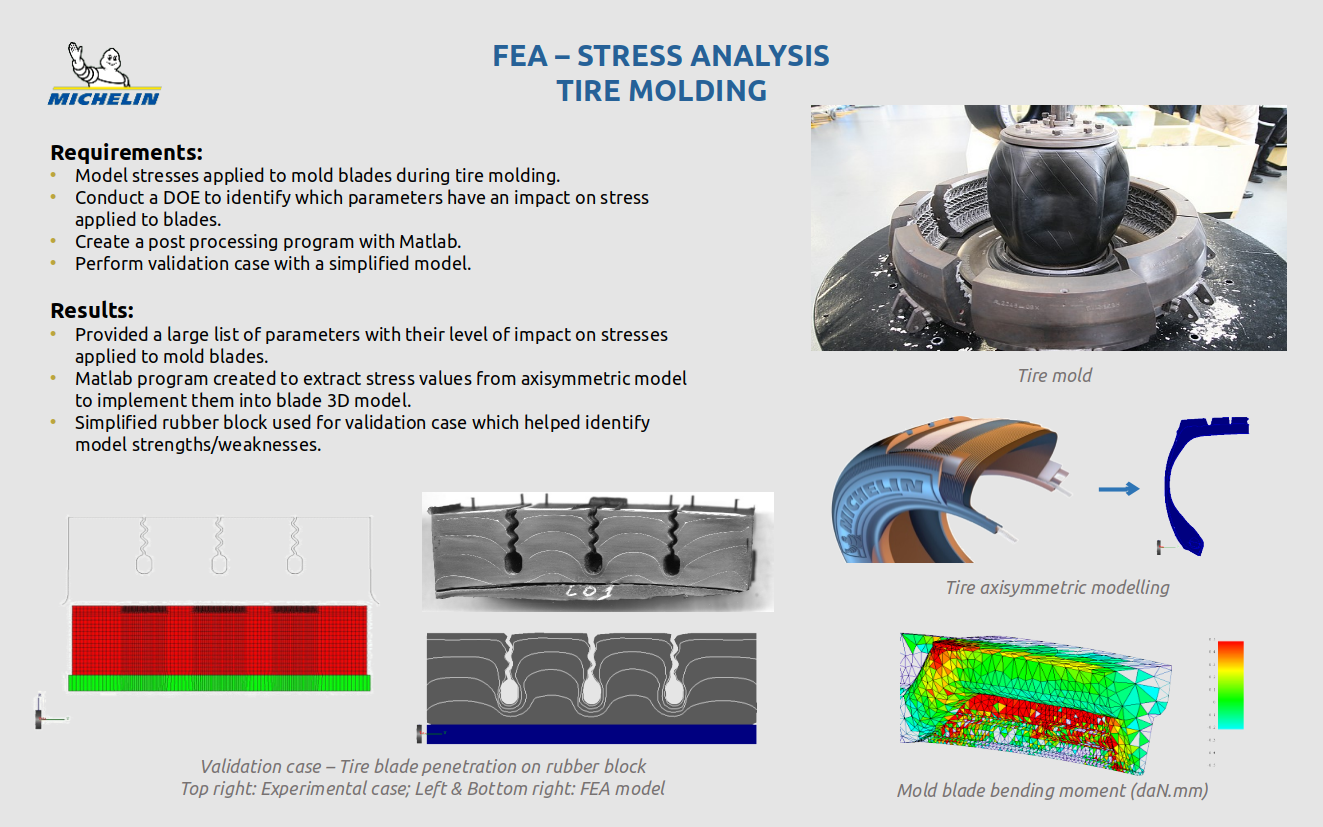 FEA – STRESS ANALYSIS
TIRE MOLDING
MICHELIN
Requirements:
• Model stresses applied to mold blades during tire molding.
• Conduct a DOE to identify which parameters have an impact on stress
applied to blades.
• Create a post processing program with Matlab.
• Perform validation case with a simplified model.
Results:
• Provided a large list of parameters with their level of impact on stresses
applied to mold blades.
• Matlab program created to extract stress values from axisymmetric model
to implement them into blade 3D model.
• Simplified rubber block used for validation case which helped identify
model strengths/weaknesses.
Tire mold
MICHELIN
Tire axisymmetric modelling
LO1
Validation case – Tire blade penetration on rubber block
Top right: Experimental case; Left & Bottom right: FEA model
Mold blade bending moment (daN.mm)